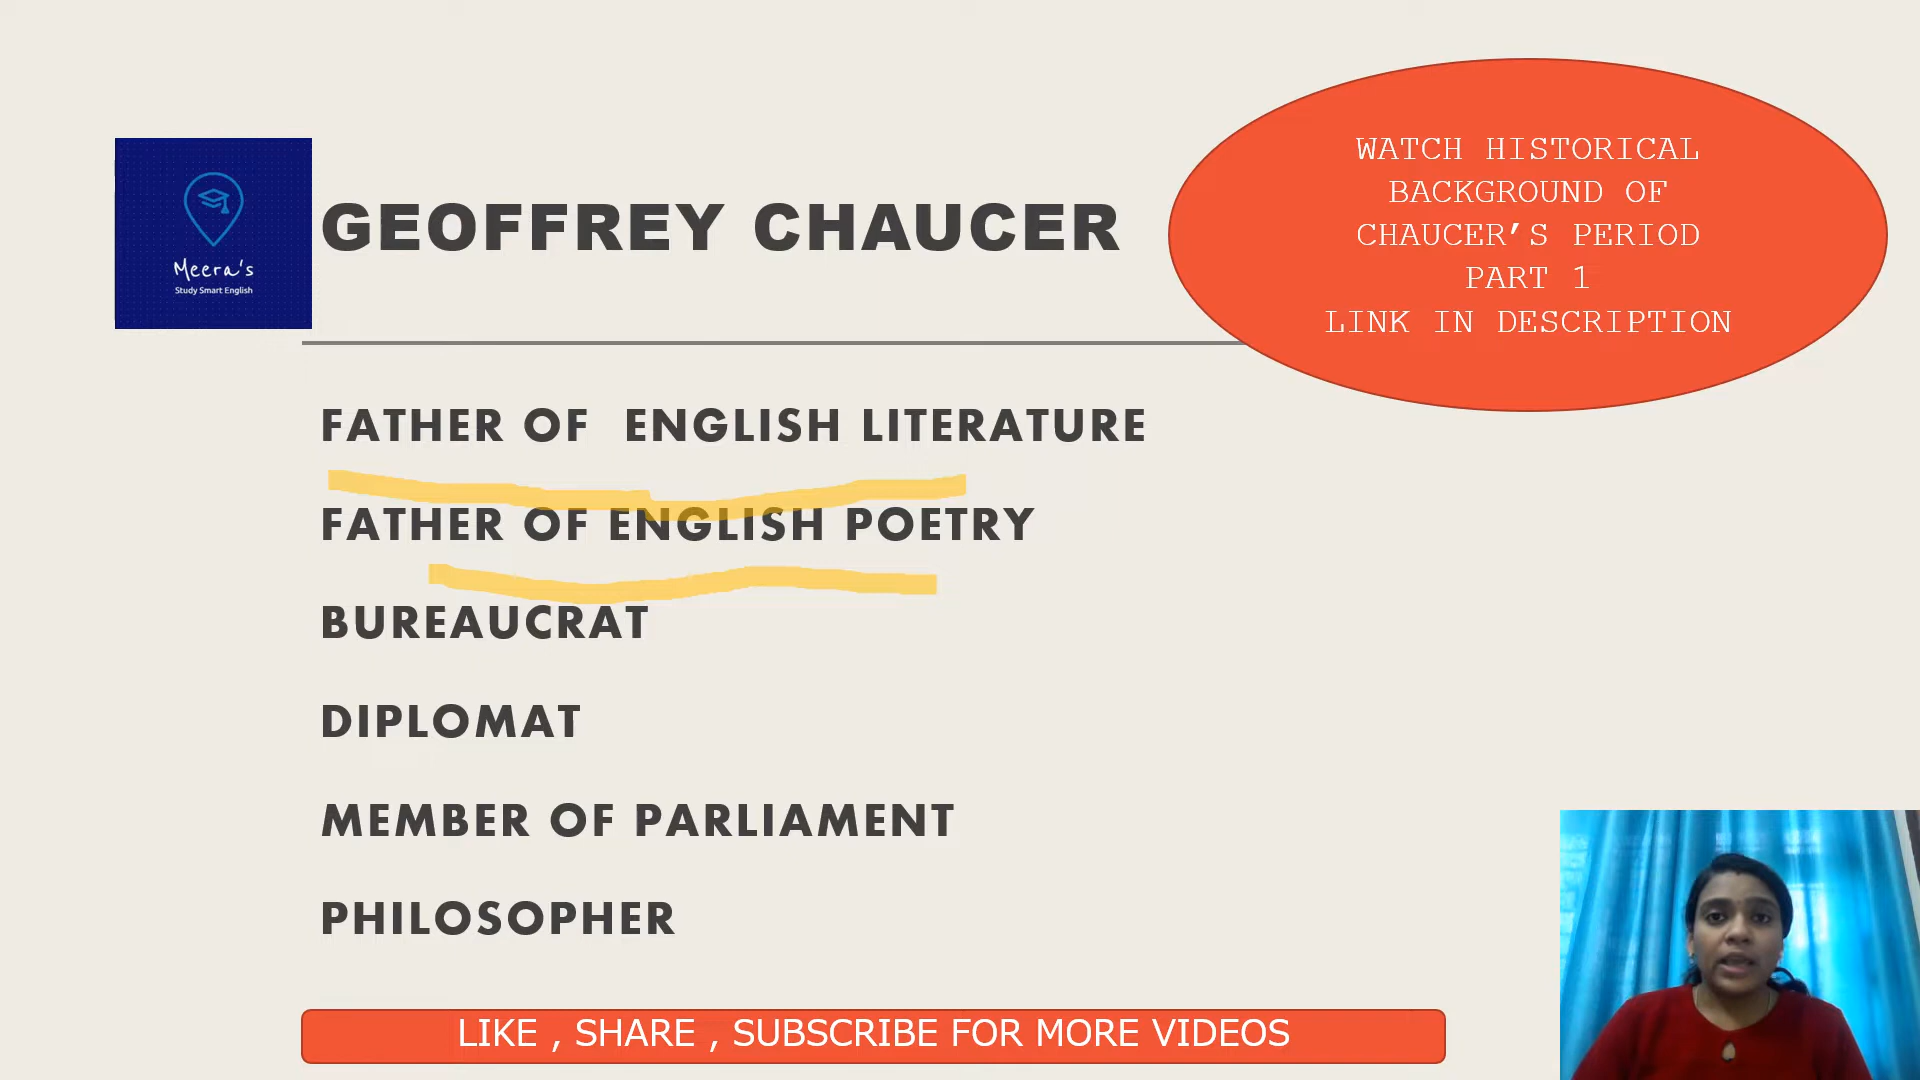 GEOFFREY CHAUCER
WATCH HISTORICAL
BACKGROUND OF
CHAUCER’S PERIOD
PART 1
LINK IN DESCRIPTION
Meera's
Study Smart English
FATHER OF ENGLISH LITERATURE
FATHER OF ENGLISH POETRY
BUREAUCRAT
DIPLOMAT
MEMBER OF PARLIAMENT
PHILOSOPHER
LIKE , SHARE , SUBSCRIBE FOR MORE VIDEOS